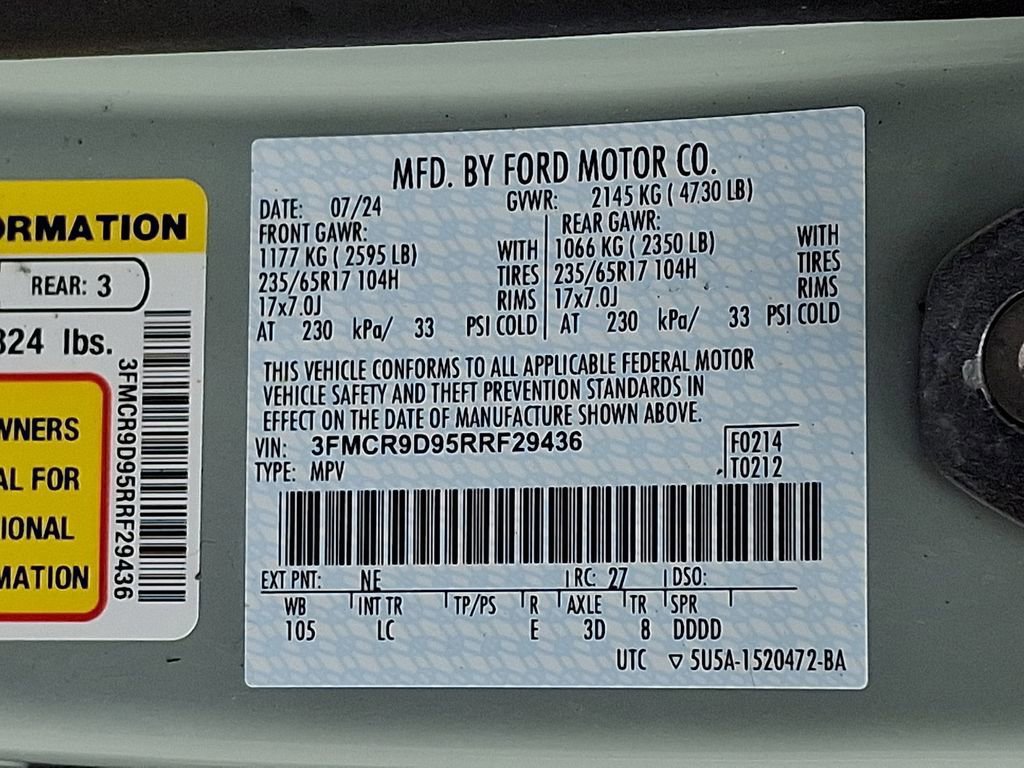 ORMATION
REAR: 3
324 lbs.
WNERS
AL FOR
IONAL
MATION
3FMCR9D95RRF29436
MFD. BY FORD MOTOR CO.
DATE: 07/24 GVWR: 2145 KG ( 4730 LB)
FRONT GAWR: REAR GAWR:
1177 KG ( 2595 LB) WITH 1066 KG ( 2350 LB) WITH
235/65R17 104H TIRES 235/65R17 104H TIRES
17x7.0J RIMS 17x7.0J RIMS
AT 230 kPa/ 33 PSI COLD AT 230 kPa/ 33 PSI COLD
THIS VEHICLE CONFORMS TO ALL APPLICABLE FEDERAL MOTOR
VEHICLE SAFETY AND THEFT PREVENTION STANDARDS IN
EFFECT ON THE DATE OF MANUFACTURE SHOWN ABOVE.
VIN: 3FMCR9D95RRF29436 F0214
TYPE: MPV T0212
EXT PNT: NE RC: 27 DSO:
WB INT TR TP/PS R AXLE TR SPR
105 LC E 3D 8 DDDD
UTC ▽ 5U5A-1520472-BA